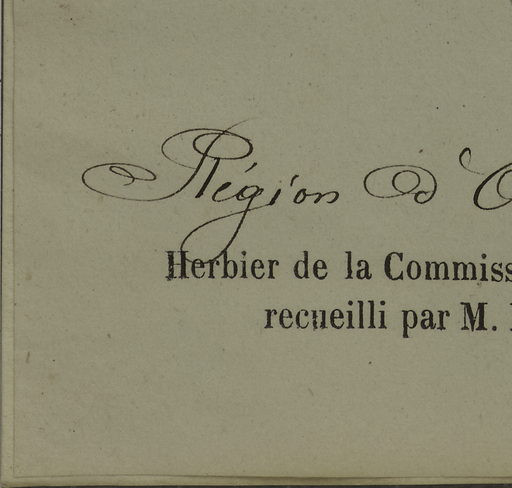 Région d'O
Herbier de la Commiss
recueilli par M.